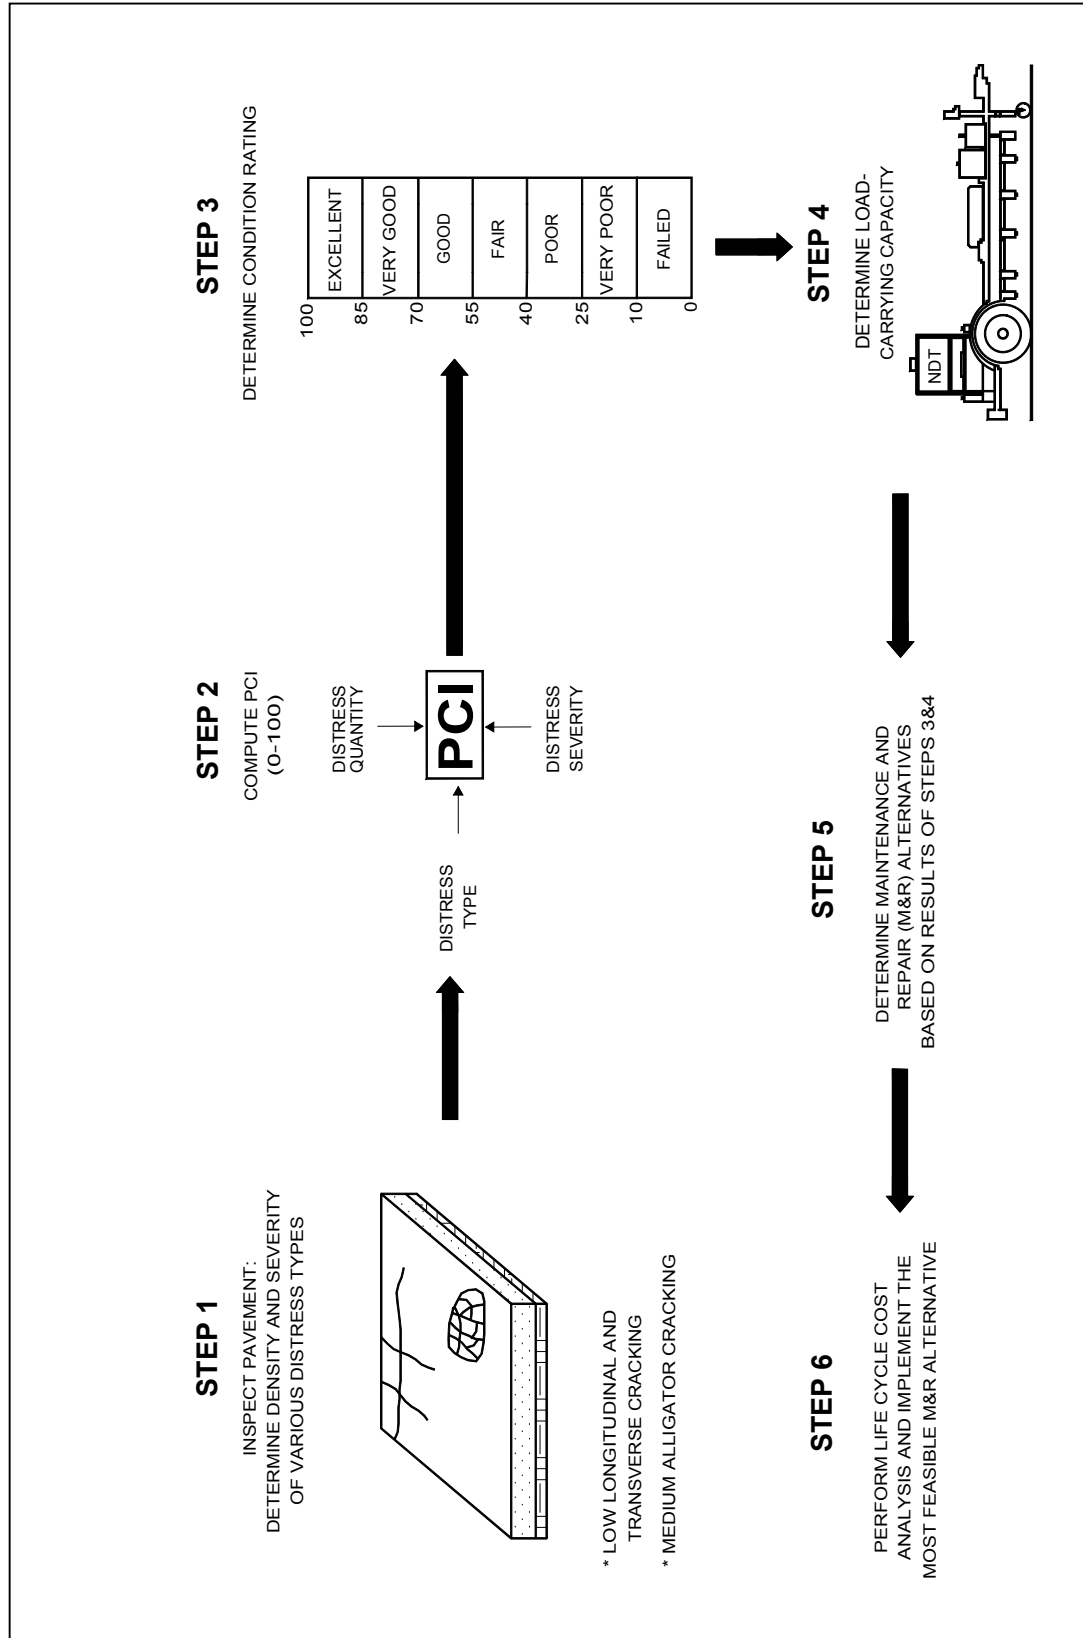 STEP 1
INSPECT PAVEMENT:
DETERMINE DENSITY AND SEVERITY
OF VARIOUS DISTRESS TYPES
* LOW LONGITUDINAL AND
TRANSVERSE CRACKING
* MEDIUM ALLIGATOR CRACKING
STEP 2
COMPUTE PCI
(0-100)
DISTRESS
QUANTITY
DISTRESS
TYPE
PCI
DISTRESS
SEVERITY
STEP 3
DETERMINE CONDITION RATING
100
EXCELLENT
85
VERY GOOD
70
GOOD
55
FAIR
40
POOR
25
VERY POOR
10
FAILED
0
STEP 4
DETERMINE LOAD-
CARRYING CAPACITY
NDT
STEP 5
DETERMINE MAINTENANCE AND
REPAIR (M&R) ALTERNATIVES
BASED ON RESULTS OF STEPS 3&4
STEP 6
PERFORM LIFE CYCLE COST
ANALYSIS AND IMPLEMENT THE
MOST FEASIBLE M&R ALTERNATIVE